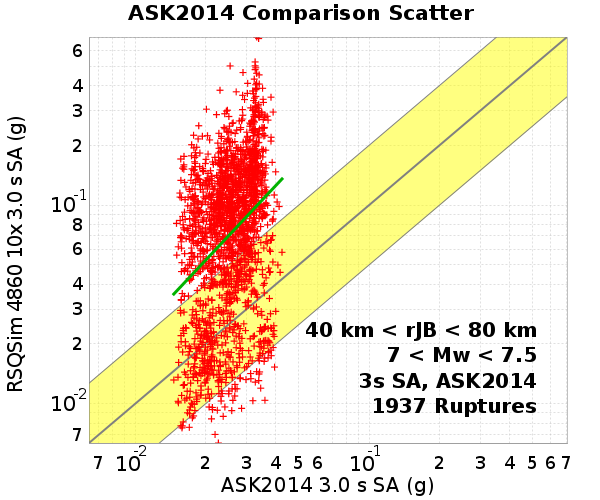 ASK2014 Comparison Scatter
RSQSim 4860 10x 3.0 s SA (g)
6
4
3
2
10-1
8
6
4
3
2
10-2
7
40 km < rJB < 80 km
7 < Mw < 7.5
3s SA, ASK2014
1937 Ruptures
7 10-2 2 3 4 5 6 10-1 2 3 4 5 6 7
ASK2014 3.0 s SA (g)